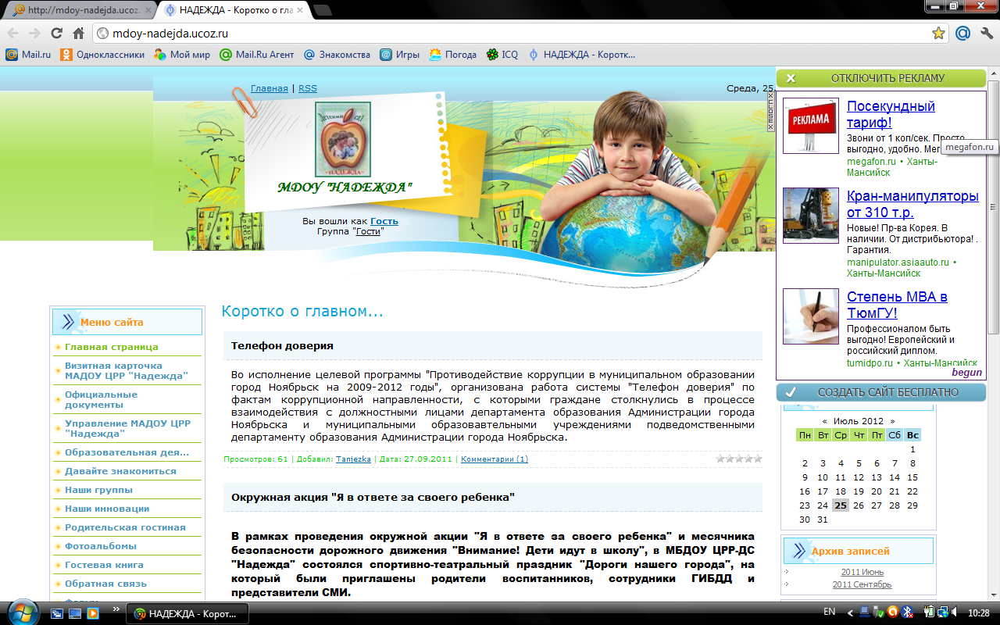 http://mdoy-nadejda.ucoz.
НАДЕЖДА - Коротко о гла
mdoy-nadejda.ucoz.ru
Mail.ru Одноклассники Мой мир Mail.Ru Агент Знакомства Игры Погода ICQ НАДЕЖДА - Коротк...
Главная | RSS
Среда, 25.
Детский сад
"НАДЕЖДА"
МДОУ "НАДЕЖДА"
Вы вошли как Гость
Группа "Гости"
ОТКЛЮЧИТЬ РЕКЛАМУ
РЕКЛАМА
Посекундный
тариф!
Звони от 1 коп/сек. Просто,
выгодно, удобно. Мег
megafon.ru • Ханты-
Мансийск
megafon.ru
Кран-манипуляторы
от 310 т.р.
Новые! Пр-ва Корея. В
наличии. От дистрибьютора! .
Гарантия.
manipulator.asiaauto.ru •
Ханты-Мансийск
Степень МВА в
ТюмГУ!
Профессионалом быть
выгодно! Европейский и
российский диплом.
tumidpo.ru • Ханты-Мансийск
begun
СОЗДАТЬ САЙТ БЕСПЛАТНО
« Июль 2012 »
Пн Вт Ср Чт Пт Сб Вс
1
2 3 4 5 6 7 8
9 10 11 12 13 14 15
16 17 18 19 20 21 22
23 24 25 26 27 28 29
30 31
Архив записей
2011 Июнь
2011 Сентябрь
Меню сайта
Главная страница
Визитная карточка
МАДОУ ЦРР "Надежда"
Официальные
документы
Управление МАДОУ ЦРР
"Надежда"
Образовательная дея...
Давайте знакомиться
Наши группы
Наши инновации
Родительская гостиная
Фотоальбомы
Гостевая книга
Обратная связь
Форум
Коротко о главном...
Телефон доверия
Во исполнение целевой программы "Противодействие коррупции в муниципальном образовании
город Ноябрьск на 2009-2012 годы", организована работа системы "Телефон доверия" по
фактам коррупционной направленности, с которыми граждане столкнулись в процессе
взаимодействия с должностными лицами департамента образования Администрации города
Ноябрьска и муниципальными образовавтельными учреждениями подведомственными
департаменту образования Администрации города Ноябрьска.
Просмотров: 61 | Добавил: Tanjezka | Дата: 27.09.2011 | Комментарии (1)
Окружная акция "Я в ответе за своего ребенка"
В рамках проведения окружной акции "Я в ответе за своего ребенка" и месячника
безопасности дорожного движения "Внимание! Дети идут в школу", в МБДОУ ЦРР-ДС
"Надежда" состоялся спортивно-театральный праздник "Дороги нашего города", на
который были приглашены родители воспитанников, сотрудники ГИБДД и
представители СМИ.
НАДЕЖДА - Корот...
EN
10:28